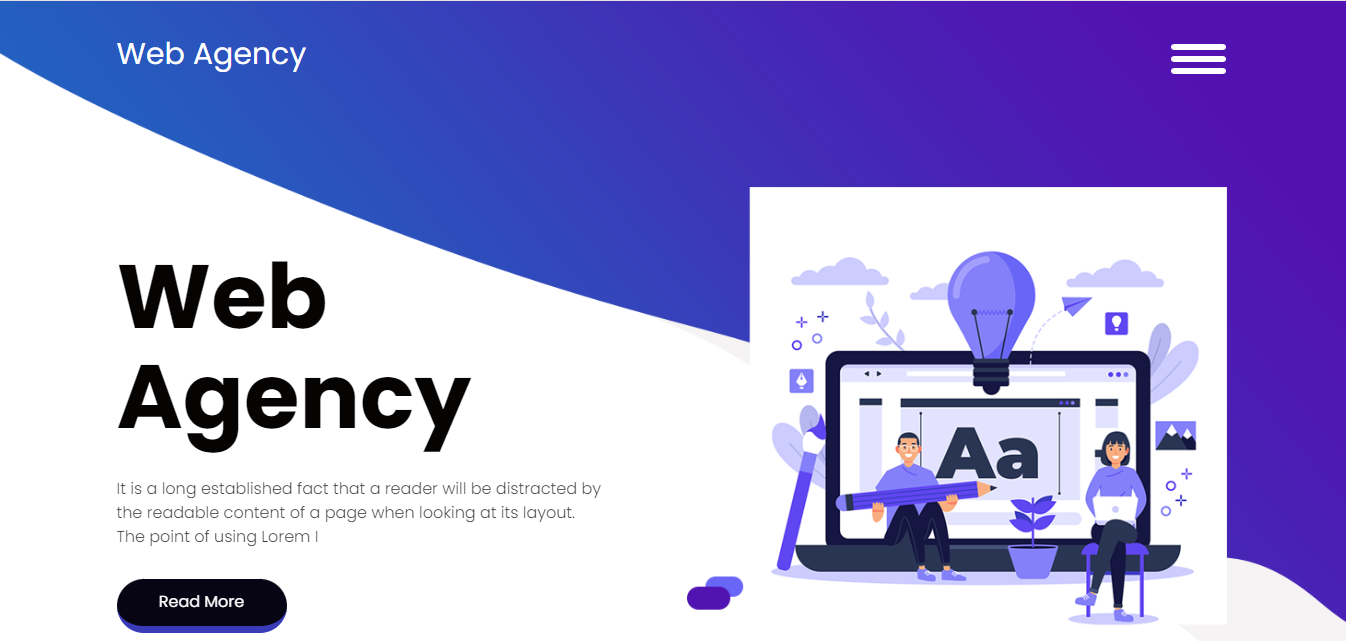 Web Agency
Web
Agency
It is a long established fact that a reader will be distracted by
the readable content of a page when looking at its layout.
The point of using Lorem I
Read More
Aa